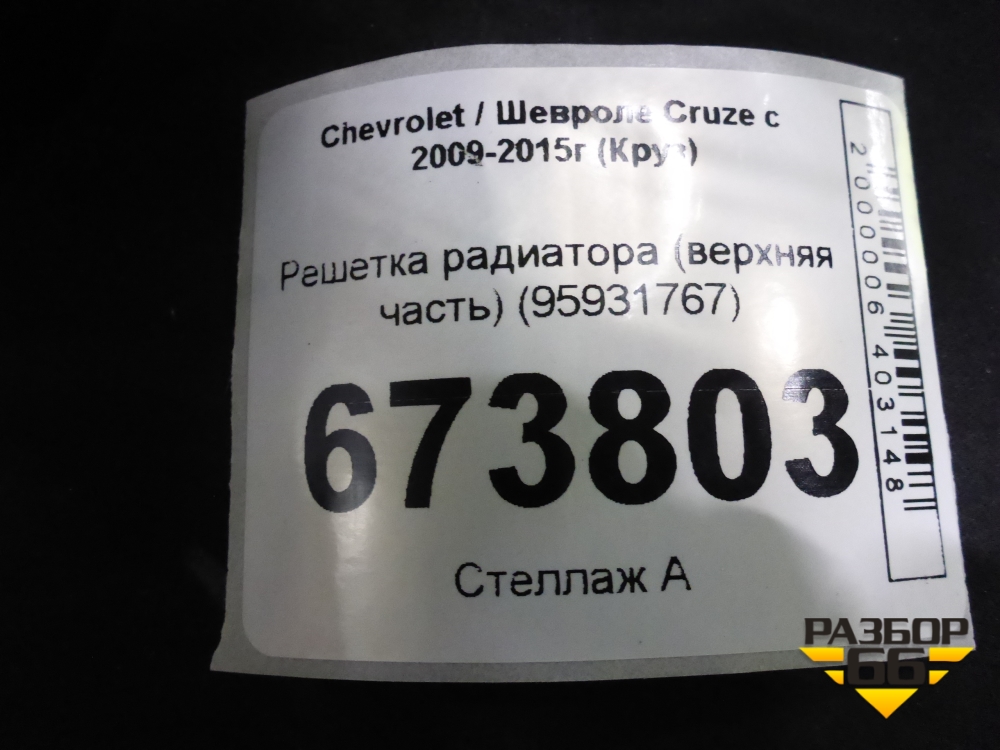 Chevrolet / Шевроле Cruze с
2009-2015г (Круз)
Решетка радиатора (верхняя
часть) (95931767)
673803
Стеллаж А
2000006403148
РАЗБОР
66